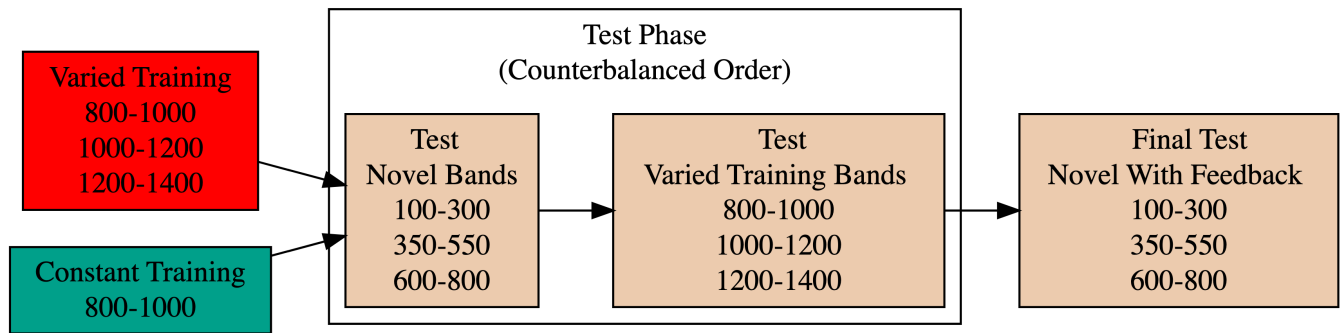 Varied Training
800-1000
1000-1200
1200-1400
Constant Training
800-1000
Test Phase
(Counterbalanced Order)
Test
Novel Bands
100-300
350-550
600-800
Test
Varied Training Bands
800-1000
1000-1200
1200-1400
Final Test
Novel With Feedback
100-300
350-550
600-800